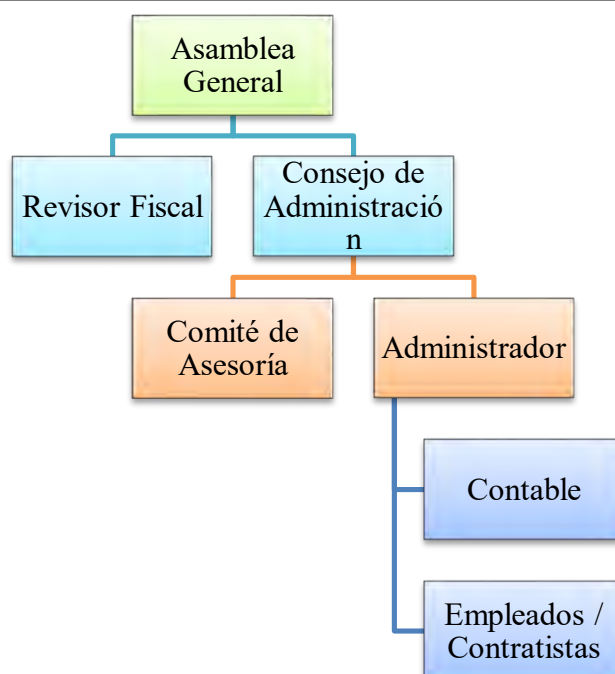 Asamblea
General
Revisor Fiscal
Consejo de
Administració
n
Comité de
Asesoría
Administrador
Contable
Empleados /
Contratistas